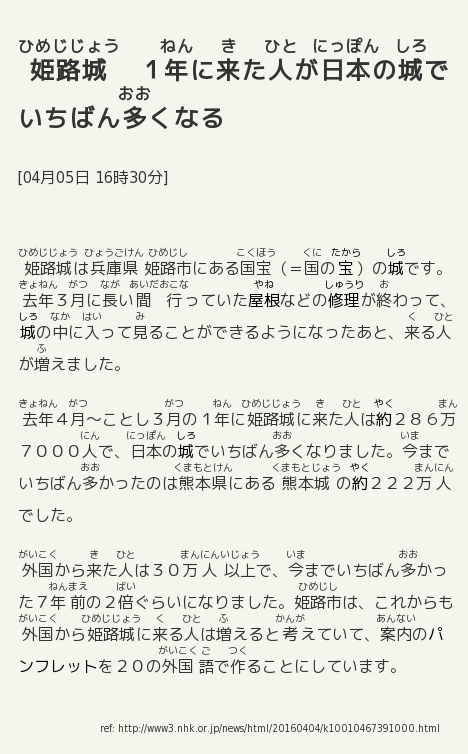 ひめじじょう ねん き ひと にっぽん しろ
姫路城 １年に来た人が日本の城で
おお
いちばん多くなる
[04月05日 16時30分]
ひめじじょう ひょうごけん ひめじし こくほう くに たから しろ
姫路城は兵庫県 姫路市にある国宝（＝国の宝）の城です。
きょねん がつ なが あいだおこな やね しゅうり お
去年３月に長い間 行っていた屋根などの修理が終わって、
しろ なか はい み く ひと
城の中に入って見ることができるようになったあと、来る人
ふ
が増えました。
きょねん がつ がつ ねん ひめじじょう き ひと やく まん
去年４月～ことし３月の１年に姫路城に来た人は約２８６万
にん にっぽん しろ おお いま
７０００人で、日本の城でいちばん多くなりました。今まで
おお くまもとけん くまもとじょう やく まんにん
いちばん多かったのは熊本県にある 熊本城 の約２２２万人
でした。
がいこく き ひと まんにんいじょう いま おお
外国から来た人は３０万人 以上で、今までいちばん多かっ
ねんまえ ばい ひめじし
た７年 前の２倍ぐらいになりました。姫路市は、これからも
がいこく ひめじじょう く ひと ふ かんが あんない
外国から姫路城に来る人は増えると考えていて、案内のパ
がいこく ご つく
ンフレットを２０の外国 語で作ることにしています。
ref: http://www3.nhk.or.jp/news/html/20160404/k10010467391000.html